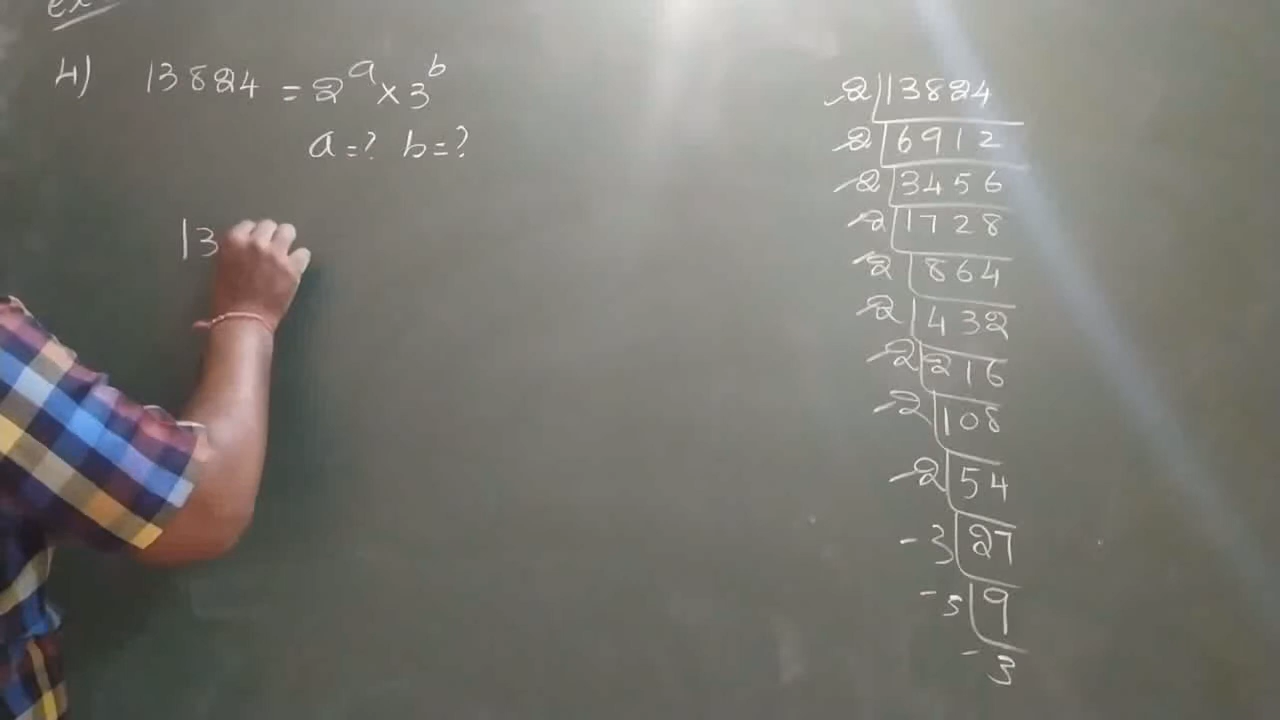 ex
4) 13824 = 2^a × 3^b
a = ? b = ?
13
2 | 13824
2 | 6912
2 | 3456
2 | 1728
2 | 864
2 | 432
2 | 216
2 | 108
2 | 54
- 3 | 27
- 3 | 9
- 3